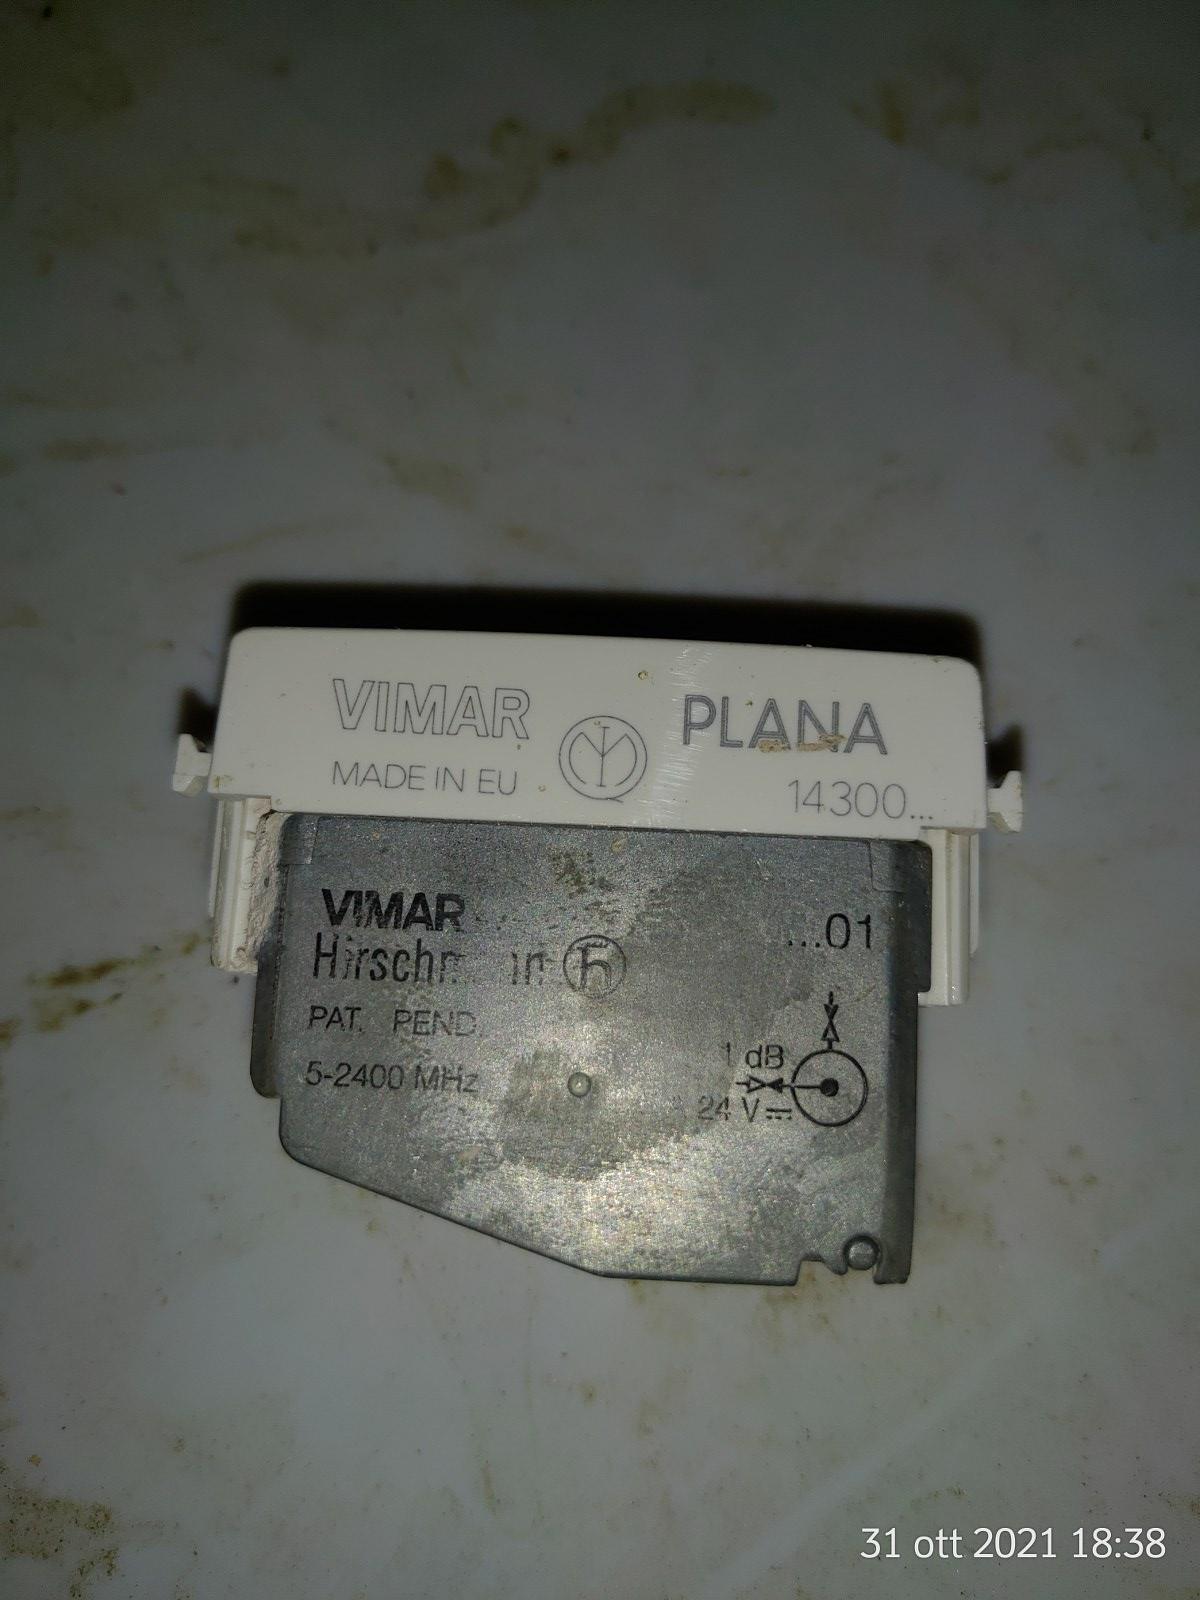 VIMAR
PLANA
MADE IN EU
14300...
VIMAR
...01
PAT. PEND.
5-2400 MHz
1 dB
24 V
31 ott 2021 18:38